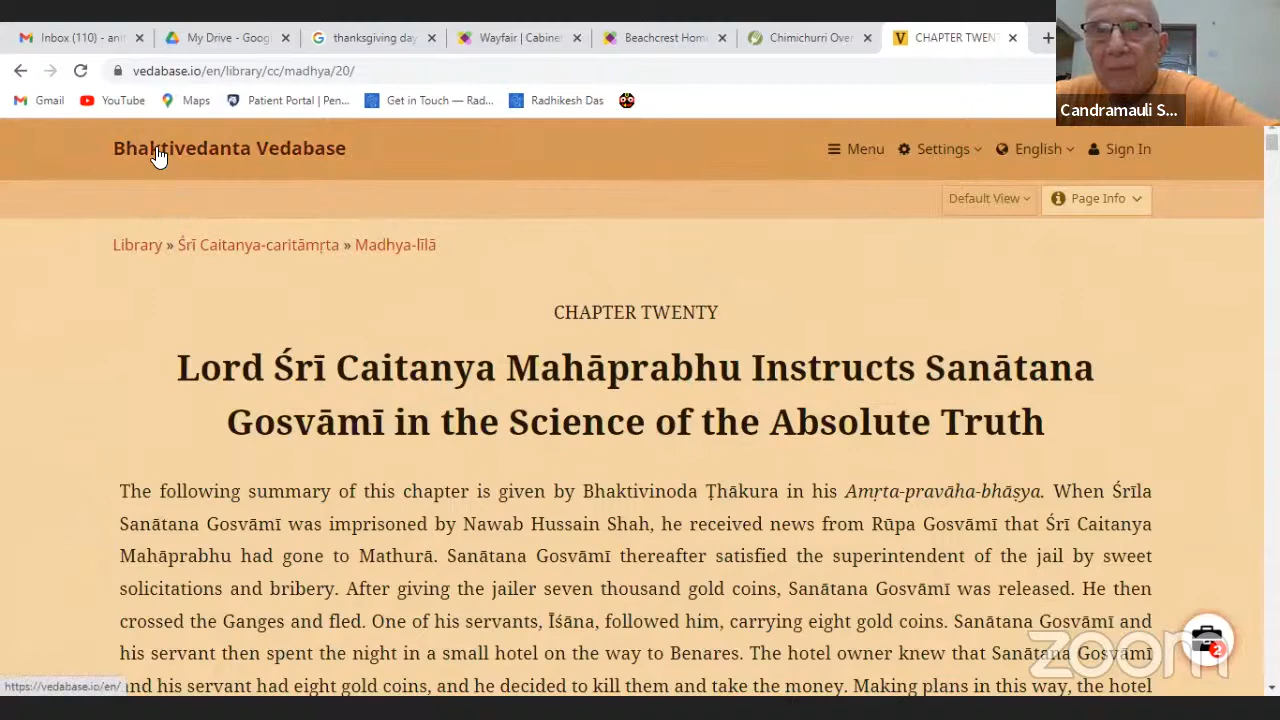 Inbox (110) - anr
My Drive - Goog
thanksgiving day
Wayfair | Cabine
Beachcrest Hom
Chimichurri Ove
CHAPTER TWENT
vedabase.io/en/library/cc/madhya/20/
Gmail
YouTube
Maps
Patient Portal | Pen...
Get in Touch — Rad...
Radhikesh Das
Candramauli S...
Bhaktivedanta Vedabase
Menu
Settings
English
Sign In
Default View
Page Info
Library » Śrī Caitanya-caritāmṛta » Madhya-līlā
CHAPTER TWENTY
Lord Śrī Caitanya Mahāprabhu Instructs Sanātana
Gosvāmī in the Science of the Absolute Truth
The following summary of this chapter is given by Bhaktivinoda Ṭhākura in his Amṛta-pravāha-bhāṣya. When Śrīla
Sanātana Gosvāmī was imprisoned by Nawab Hussain Shah, he received news from Rūpa Gosvāmī that Śrī Caitanya
Mahāprabhu had gone to Mathurā. Sanātana Gosvāmī thereafter satisfied the superintendent of the jail by sweet
solicitations and bribery. After giving the jailer seven thousand gold coins, Sanātana Gosvāmī was released. He then
crossed the Ganges and fled. One of his servants, Īśāna, followed him, carrying eight gold coins. Sanātana Gosvāmī and
his servant then spent the night in a small hotel on the way to Benares. The hotel owner knew that Sanātana Gosvāmī
and his servant had eight gold coins, and he decided to kill them and take the money. Making plans in this way, the hotel
2
zoom
https://vedabase.io/en/